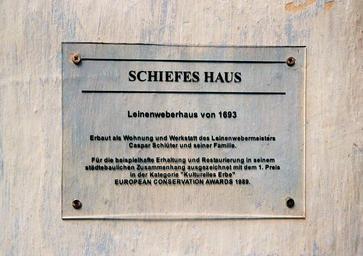 SCHIEFES HAUS
Leinenweberhaus von 1693
Erbaut als Wohnung und Werkstatt des Leinenwebermeisters
Caspar Schlüter und seiner Familie.
Für die beispielhafte Erhaltung und Restaurierung in seinem
städtebaulichen Zusammenhang ausgezeichnet mit dem 1. Preis
in der Kategorie "Kulturelles Erbe"
EUROPEAN CONSERVATION AWARDS 1989.